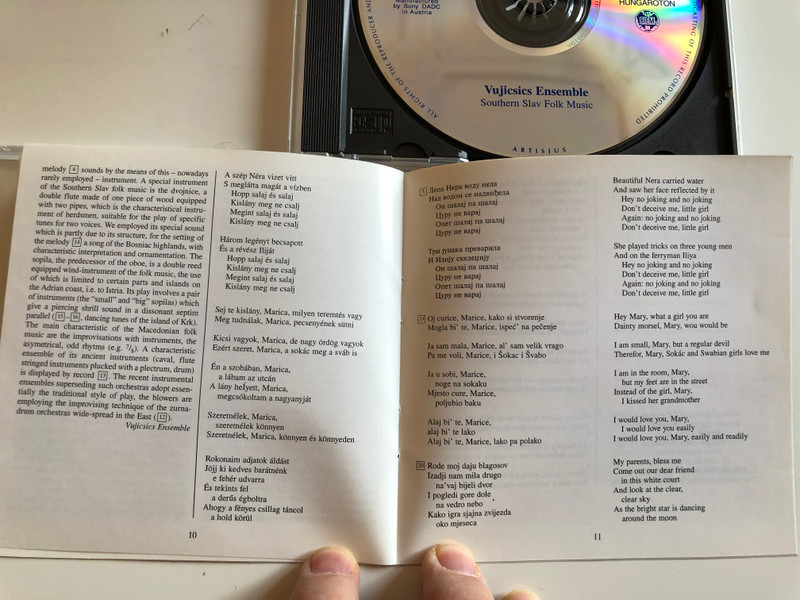 Manufactured
by Sony DADC
in Austria
HUNGAROTON
ALL RIGHTS OF THE PRODUCER AND
CASTING OF THIS RECORD PROHIBITED
Vujicsics Ensemble
Southern Slav Folk Music
ARTISJUS
melody 4 sounds by the means of this – nowadays
rarely employed – instrument. A special instrument
of the Southern Slav folk music is the dvojnice, a
double flute made of one piece of wood equipped
with two pipes, which is the characteristical instru-
ment of herdsmen, suitable for the play of specific
tunes for two voices. We employed its special sound
which is partly due to its structure, for the setting of
the melody 14 a song of the Bosniac highlands, with
characteristic interpretation and ornamentation. The
sopila, the predecessor of the oboe, is a double reed
equipped wind-instrument of the folk music, the use
of which is limited to certain parts and islands on
the Adrian coast, i.e. to Istria. Its play involves a pair
of instruments (the "small" and "big" sopilas) which
give a piercing shrill sound in a dissonant septim
parallel (15–16, dancing tunes of the island of Krk).
The main characteristic of the Macedonian folk
music are the improvisations with instruments, the
asymetrical, odd rhytms (e.g. 7/8). A characteristic
ensemble of its ancient instruments (caval, flute
stringed instruments plucked with a plectrum, drum)
is displayed by record 13. The recent instrumental
ensembles superseding such orchestras adopt essen-
tially the traditional style of play, the blowers are
employing the improvising technique of the zurna-
drum orchestras wide-spread in the East (12).
Vujicsics Ensemble
A szép Néra vizet vitt
S meglátta magát a vízben
Hopp salaj és salaj
Kislány meg ne csalj
Megint salaj és salaj
Kislány meg ne csalj
Három legényt becsapott
És a révész Iliját
Hopp salaj és salaj
Kislány meg ne csalj
Megint salaj és salaj
Kislány meg ne csalj
Sej te kislány, Marica, milyen teremtés vagy
Meg tudnálak, Marica, pecsenyének sütni
Kicsi vagyok, Marica, de nagy ördög vagyok
Ezért szeret, Marica, a sokác meg a sváb is
Én a szobában, Marica,
a lábam az utcán
A lány helyett, Marica,
megcsókoltam a nagyanyját
Szeretnélek, Marica,
szeretnélek könnyen
Szeretnélek, Marica, könnyen és könnyeden
Rokonaim adjatok áldást
Jöjj ki kedves barátnénk
e fehér udvarra
És tekints fel
a derűs égboltra
Ahogy a fényes csillag táncol
a hold körül
10
5 Лепа Нера воду нела
Над водом се надвиђела
Ои шалај па шалај
Цуру не варај
Опет шалај па шалај
Цуру не варај
Три јунака преварила
И Илију скелеџију
Ои шалај па шалај
Цуру не варај
Опет шалај па шалај
Цуру не варај
19 Oj curice, Marice, kako si stvorenje
Mogla bi' te, Marice, ispeć' na pečenje
Ja sam mala, Marice, al' sam velik vrago
Pa me voli, Marice, i Šokac i Švabo
Ja u sobi, Marice,
noge na sokaku
Mjesto cure, Marice,
poljubio baku
Alaj bi' te, Marice,
alaj bi' te lako
Alaj bi' te, Marice, lako pa polako
20 Rode moj daju blagosov
Izadji nam mila drugo
na'vaj bijeli dvor
I pogledi gore dole
na vedro nebo
Kako igra sjajna zvijezda
oko mjeseca
Beautiful Nera carried water
And saw her face reflected by it
Hey no joking and no joking
Don't deceive me, little girl
Again: no joking and no joking
Don't deceive me, little girl
She played tricks on three young men
And on the ferryman Iliya
Hey no joking and no joking
Don't deceive me, little girl
Again: no joking and no joking
Don't deceive me, little girl
Hey Mary, what a girl you are
Dainty morsel, Mary, wou would be
I am small, Mary, but a regular devil
Therefor, Mary, Sokác and Swabian girls love me
I am in the room, Mary,
but my feet are in the street
Instead of the girl, Mary,
I kissed her grandmother
I would love you, Mary,
I would love you easily
I would love you, Mary, easily and readily
My parents, bless me
Come out our dear friend
in this white court
And look at the clear,
clear sky
As the bright star is dancing
around the moon
11